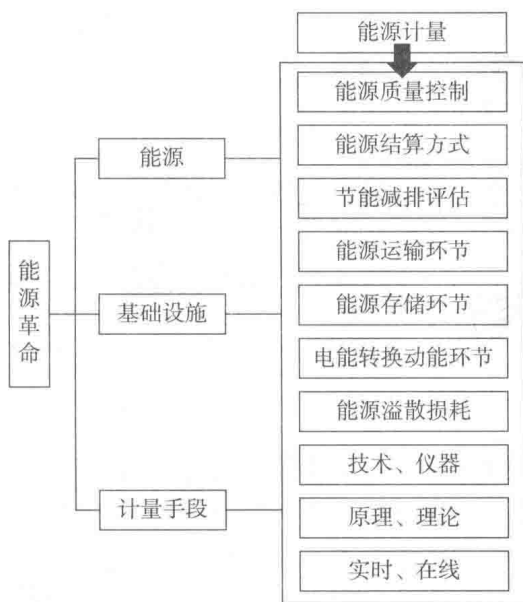 能源计量
能源质量控制
能源结算方式
能源
节能减排评估
能源运输环节
能源革命
基础设施
能源存储环节
电能转换动能环节
能源溢散损耗
技术、仪器
计量手段
原理、理论
实时、在线